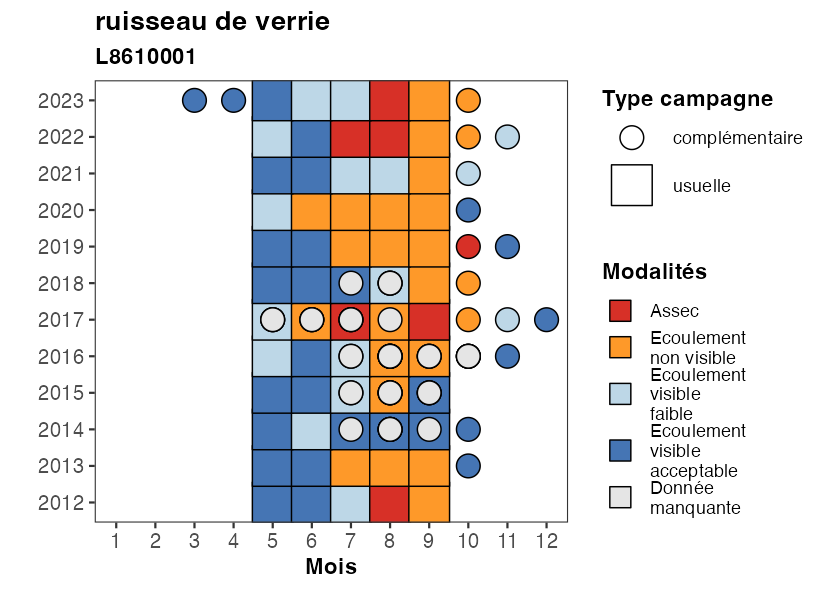 ruisseau de verrie
L8610001
2023
2022
2021
2020
2019
2018
2017
2016
2015
2014
2013
2012
1 2 3 4 5 6 7 8 9 10 11 12
Mois
Type campagne
complémentaire
usuelle
Modalités
Assec
Ecoulement
non visible
Ecoulement
visible
faible
Ecoulement
visible
acceptable
Donnée
manquante